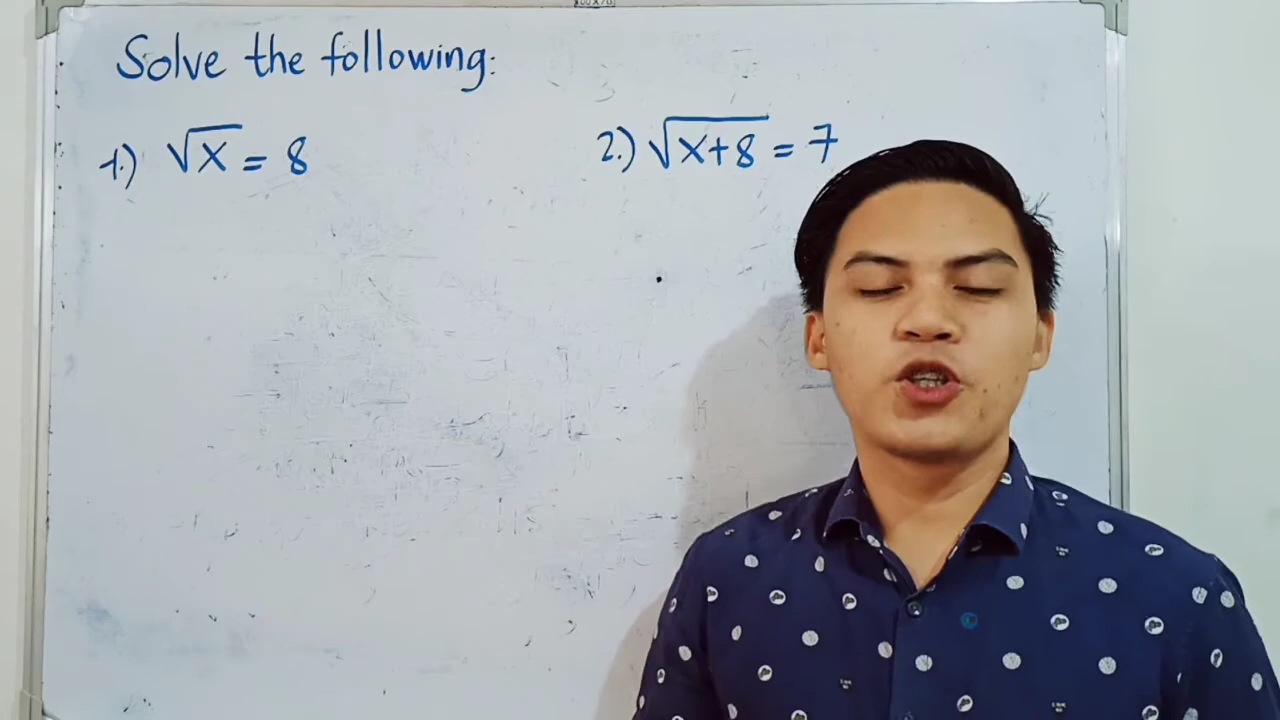 Solve the following:
1.) √x = 8
2.) √x+8 = 7